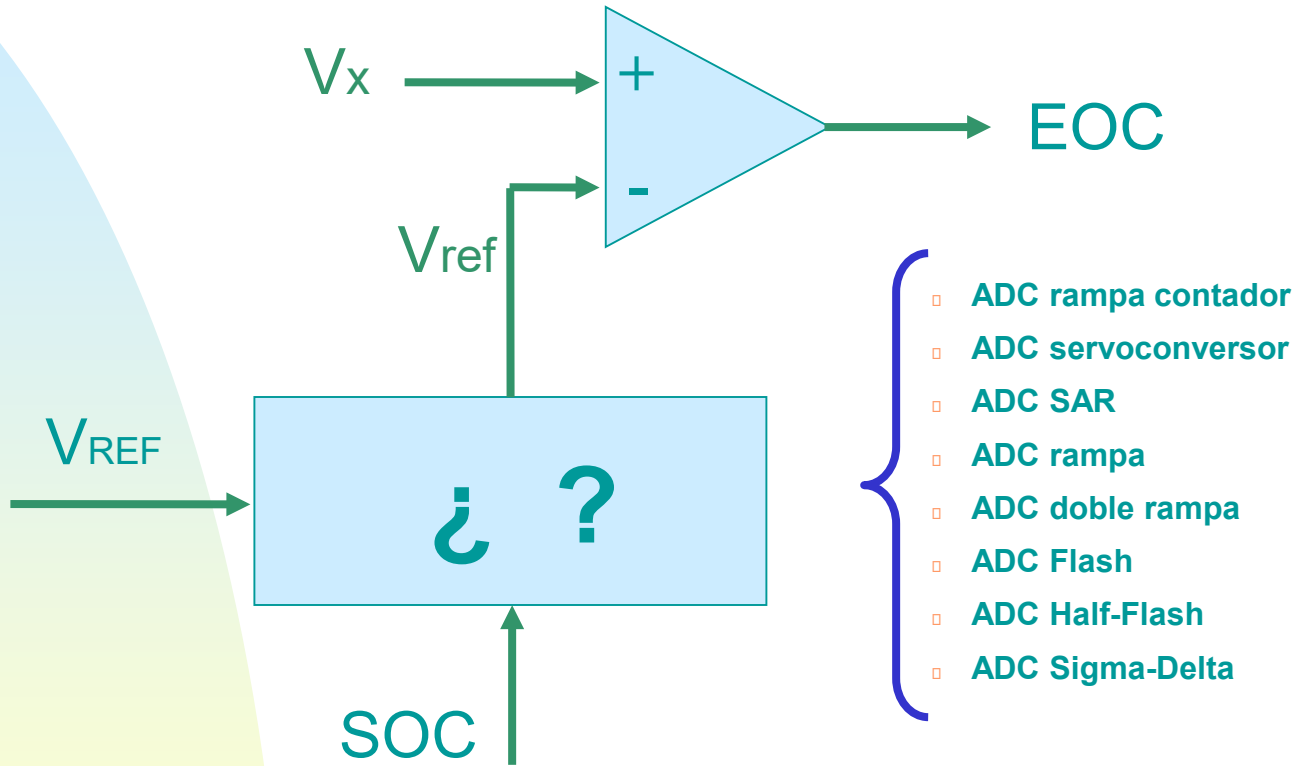 Vx
+
EOC
-
Vref
VREF
¿ ?
SOC
ADC rampa contador
ADC servoconversor
ADC SAR
ADC rampa
ADC doble rampa
ADC Flash
ADC Half-Flash
ADC Sigma-Delta